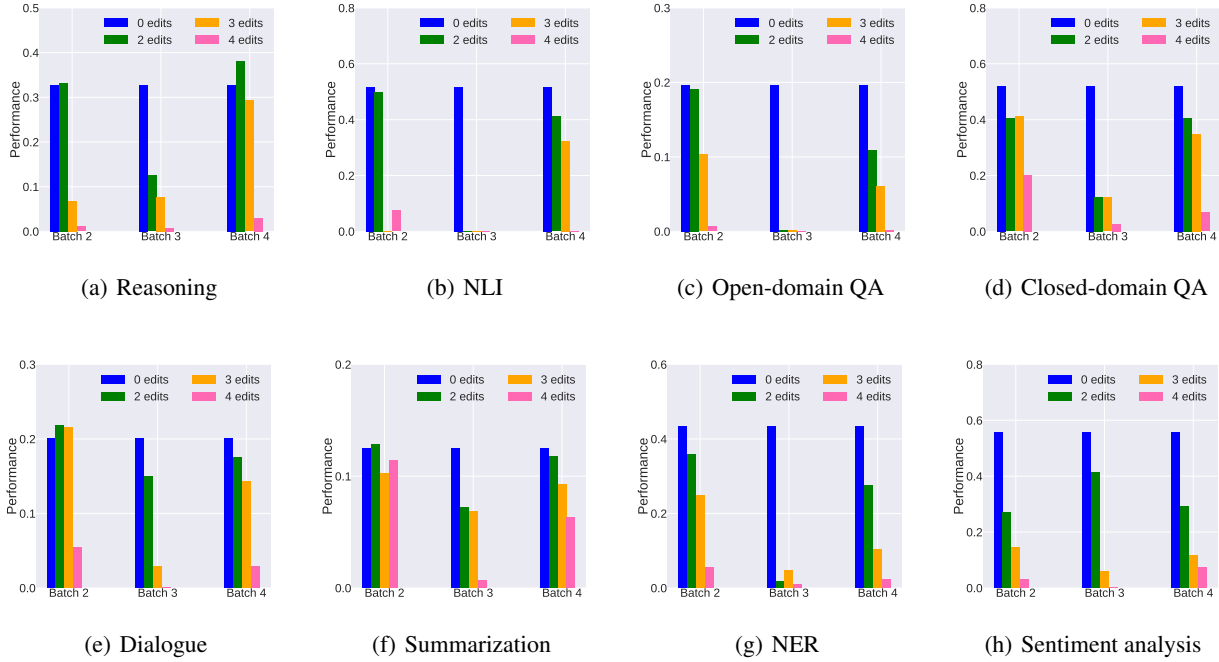 0.5
0.4
0.3
0.2
0.1
0.0
Performance
0 edits
2 edits
3 edits
4 edits
Batch 2
Batch 3
Batch 4
(a) Reasoning
0.8
0.6
0.4
0.2
0.0
Performance
0 edits
2 edits
3 edits
4 edits
Batch 2
Batch 3
Batch 4
(b) NLI
0.3
0.2
0.1
0.0
Performance
0 edits
2 edits
3 edits
4 edits
Batch 2
Batch 3
Batch 4
(c) Open-domain QA
0.8
0.6
0.4
0.2
0.0
Performance
0 edits
2 edits
3 edits
4 edits
Batch 2
Batch 3
Batch 4
(d) Closed-domain QA
0.3
0.2
0.1
0.0
Performance
0 edits
2 edits
3 edits
4 edits
Batch 2
Batch 3
Batch 4
(e) Dialogue
0.2
0.1
0.0
Performance
0 edits
2 edits
3 edits
4 edits
Batch 2
Batch 3
Batch 4
(f) Summarization
0.6
0.4
0.2
0.0
Performance
0 edits
2 edits
3 edits
4 edits
Batch 2
Batch 3
Batch 4
(g) NER
0.8
0.6
0.4
0.2
0.0
Performance
0 edits
2 edits
3 edits
4 edits
Batch 2
Batch 3
Batch 4
(h) Sentiment analysis